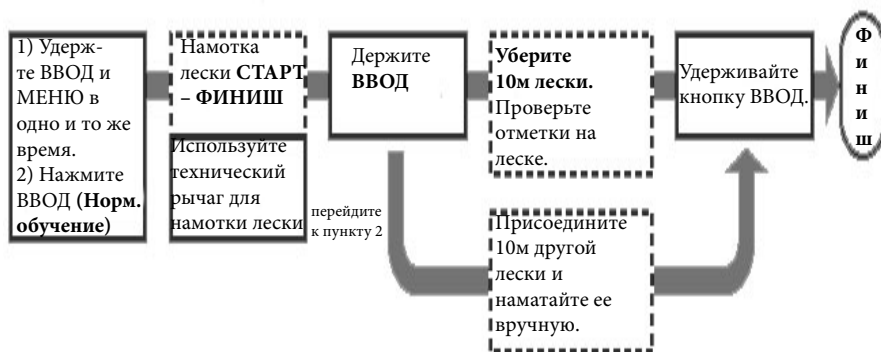 1) Удерж-
те ВВОД и
МЕНЮ в
одно и то же
время.
2) Нажмите
ВВОД (Норм.
обучение)
Намотка
лески СТАРТ
– ФИНИШ
Используйте
технический
рычаг для
намотки лески
перейдите
к пункту 2
Держите
ВВОД
Уберите
10м лески.
Проверьте
отметки на
леске.
Присоедините
10м другой
лески и
наматайте ее
вручную.
Удерживайте
кнопку ВВОД.
Ф
и
н
и
ш